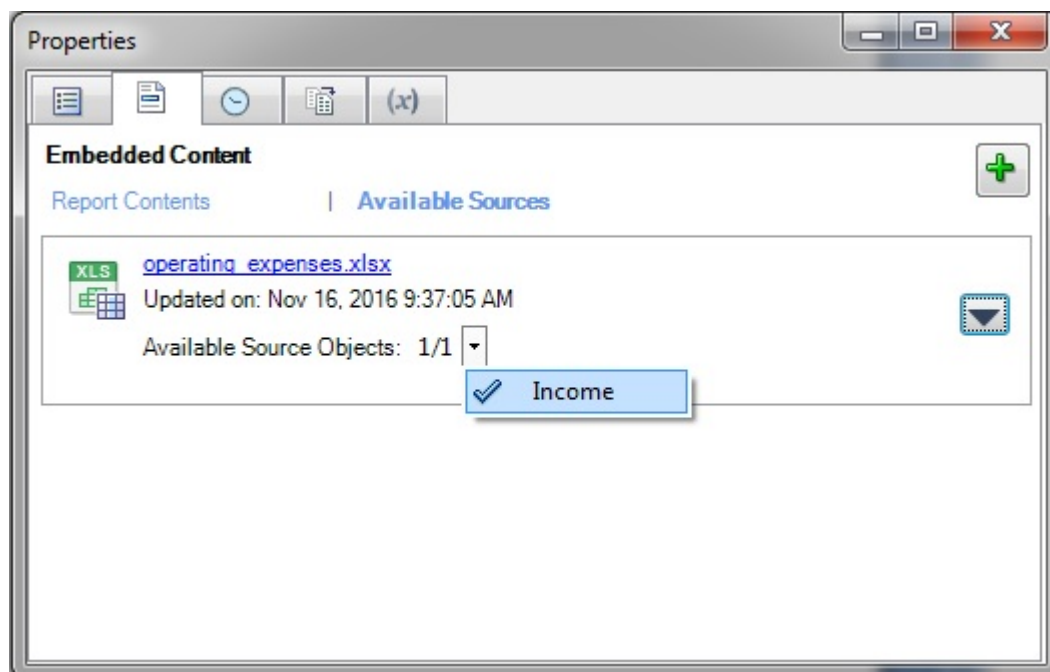 Properties
(x)
Embedded Content
Report Contents | Available Sources
XLS operating_expenses.xlsx
Updated on: Nov 16, 2016 9:37:05 AM
Available Source Objects: 1/1
Income